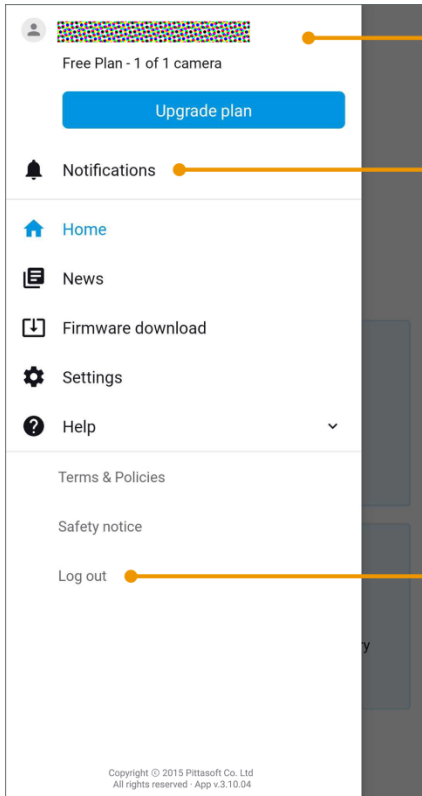 Free Plan - 1 of 1 camera
Upgrade plan
Notifications
Home
News
Firmware download
Settings
Help
Terms & Policies
Safety notice
Log out
y
Copyright © 2015 Pittasoft Co. Ltd
All rights reserved · App v.3.10.04